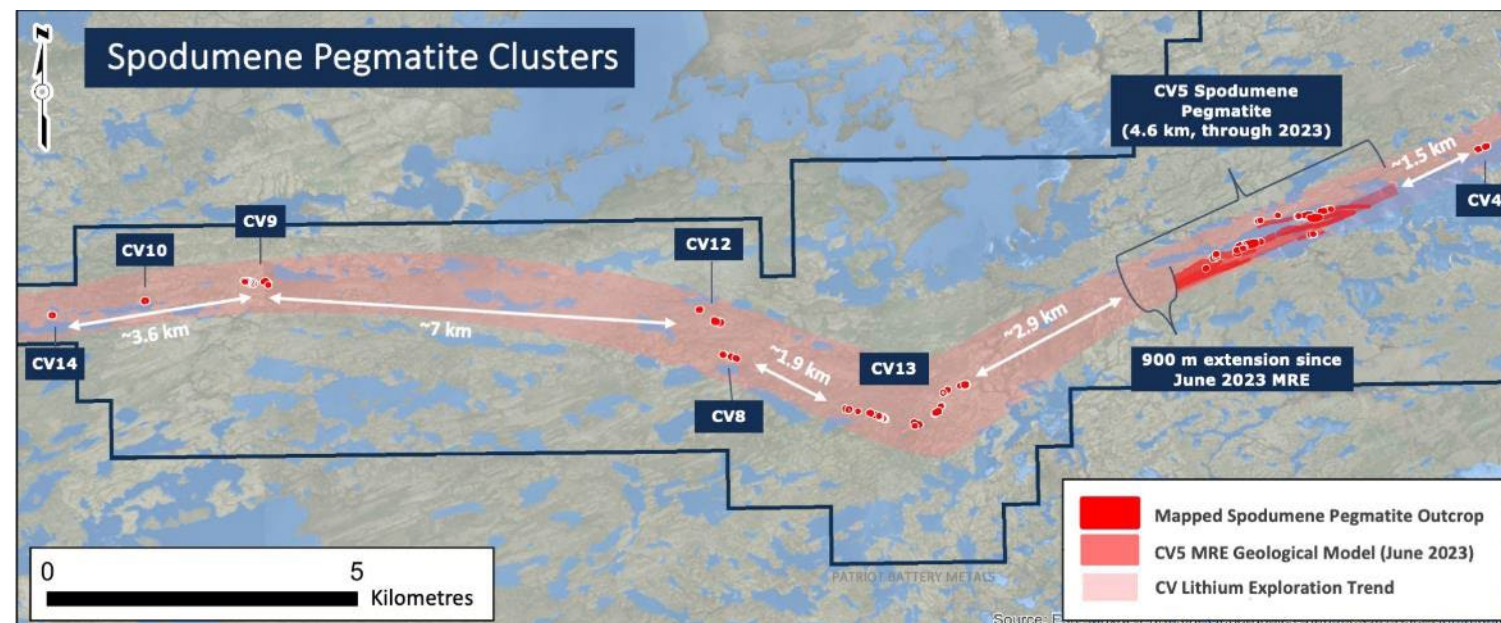 N
Spodumene Pegmatite Clusters
CV5 Spodumene
Pegmatite
(4.6 km, through 2023)
~1.5 km
CV4
CV9
CV10
CV12
~3.6 km
~7 km
CV14
~1.9 km
CV13
CV8
~2.9 km
900 m extension since
June 2023 MRE
Mapped Spodumene Pegmatite Outcrop
CV5 MRE Geological Model (June 2023)
CV Lithium Exploration Trend
0 5
Kilometres
PATRIOT BATTERY METALS
Source: